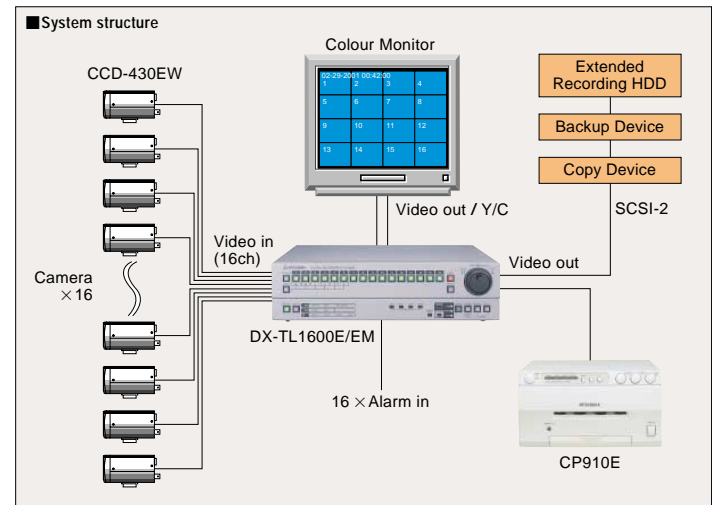 ■System structure
CCD-430EW
Colour Monitor
02-29-2001 00:42:00
1 2 3 4
5 6 7 8
9 10 11 12
13 14 15 16
Extended
Recording HDD
Backup Device
Copy Device
SCSI-2
Video out / Y/C
Video in
(16ch)
Video out
Camera
×16
DX-TL1600E/EM
16 ×Alarm in
MITSUBISHI
CP910E